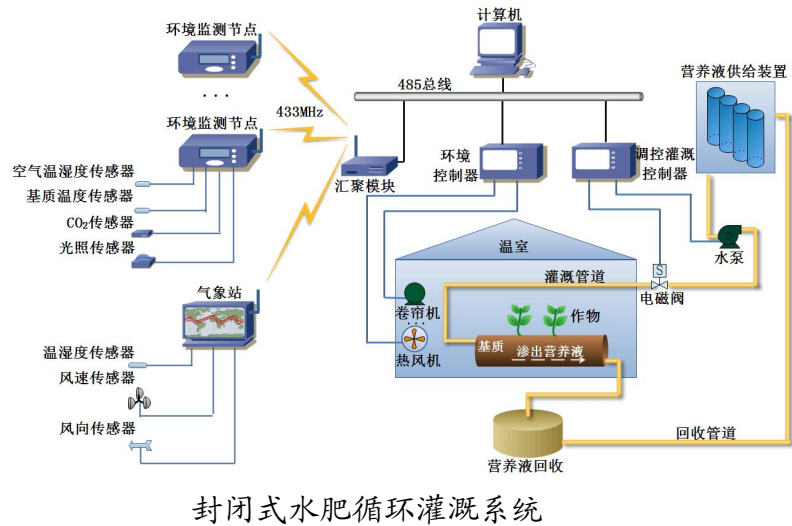 计算机
环境监测节点
485总线
营养液供给装置
...
433MHz
环境监测节点
空气温湿度传感器
基质温度传感器
CO₂传感器
光照传感器
汇聚模块
环境
控制器
调控灌溉
控制器
水泵
温室
灌溉管道
S
电磁阀
气象站
卷帘机
...
热风机
作物
基质
渗出营养液
温湿度传感器
风速传感器
风向传感器
回收管道
营养液回收
封闭式水肥循环灌溉系统